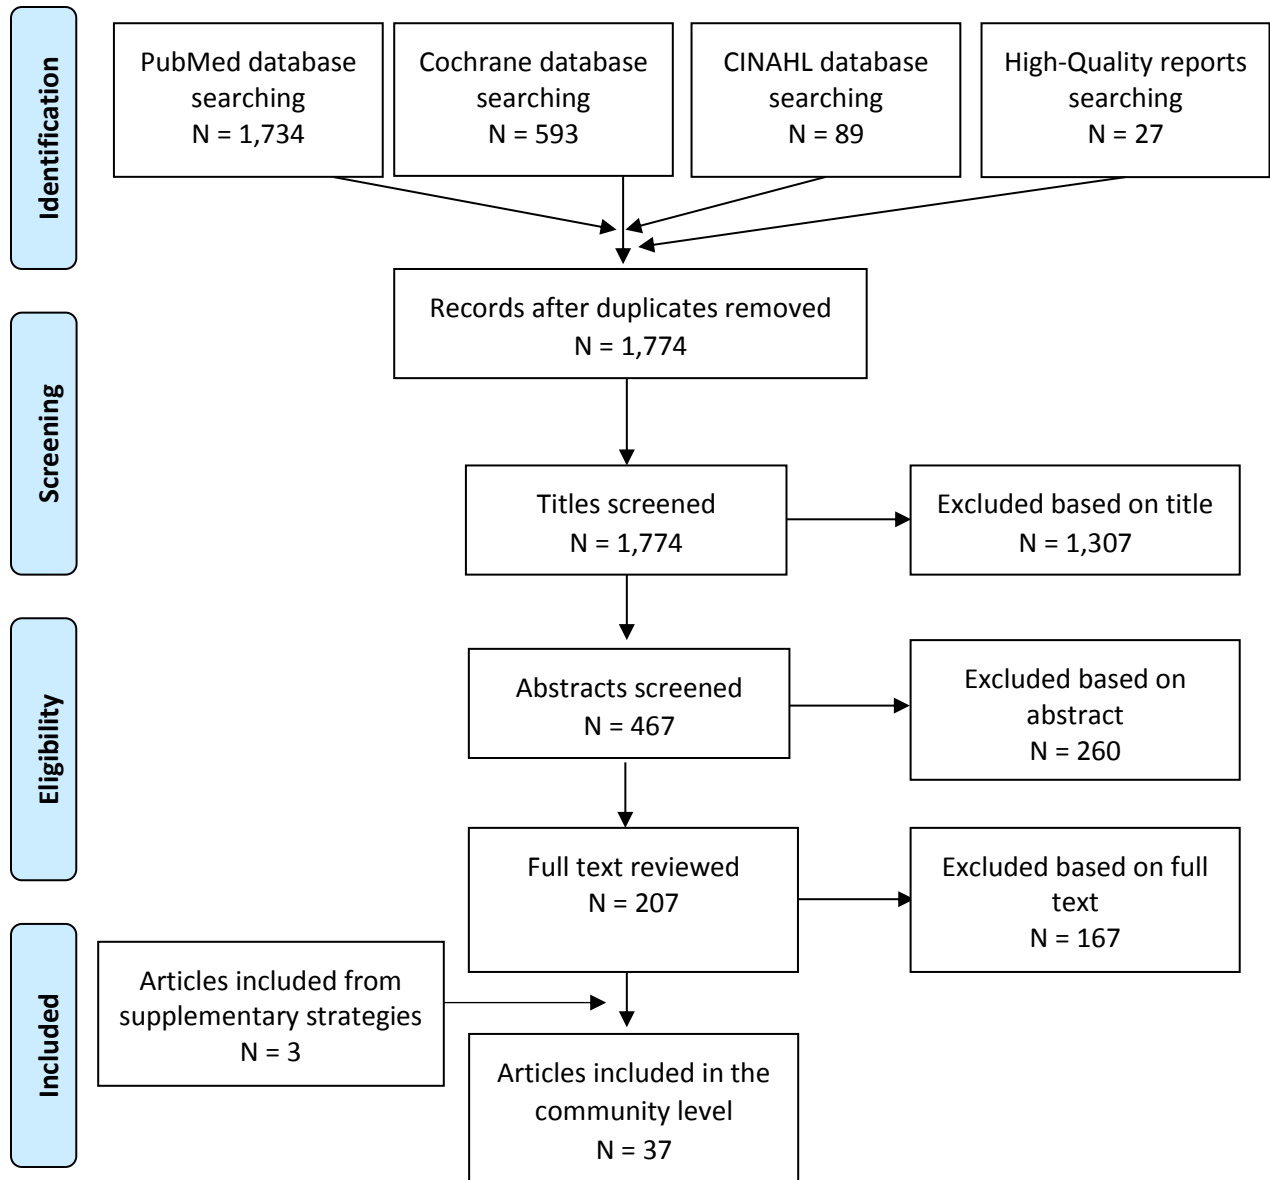 Identification
PubMed database
searching
N = 1,734
Cochrane database
searching
N = 593
CINAHL database
searching
N = 89
High-Quality reports
searching
N = 27
Records after duplicates removed
N = 1,774
Screening
Titles screened
N = 1,774
Excluded based on title
N = 1,307
Eligibility
Abstracts screened
N = 467
Excluded based on
abstract
N = 260
Full text reviewed
N = 207
Excluded based on full
text
N = 167
Included
Articles included from
supplementary strategies
N = 3
Articles included in the
community level
N = 37